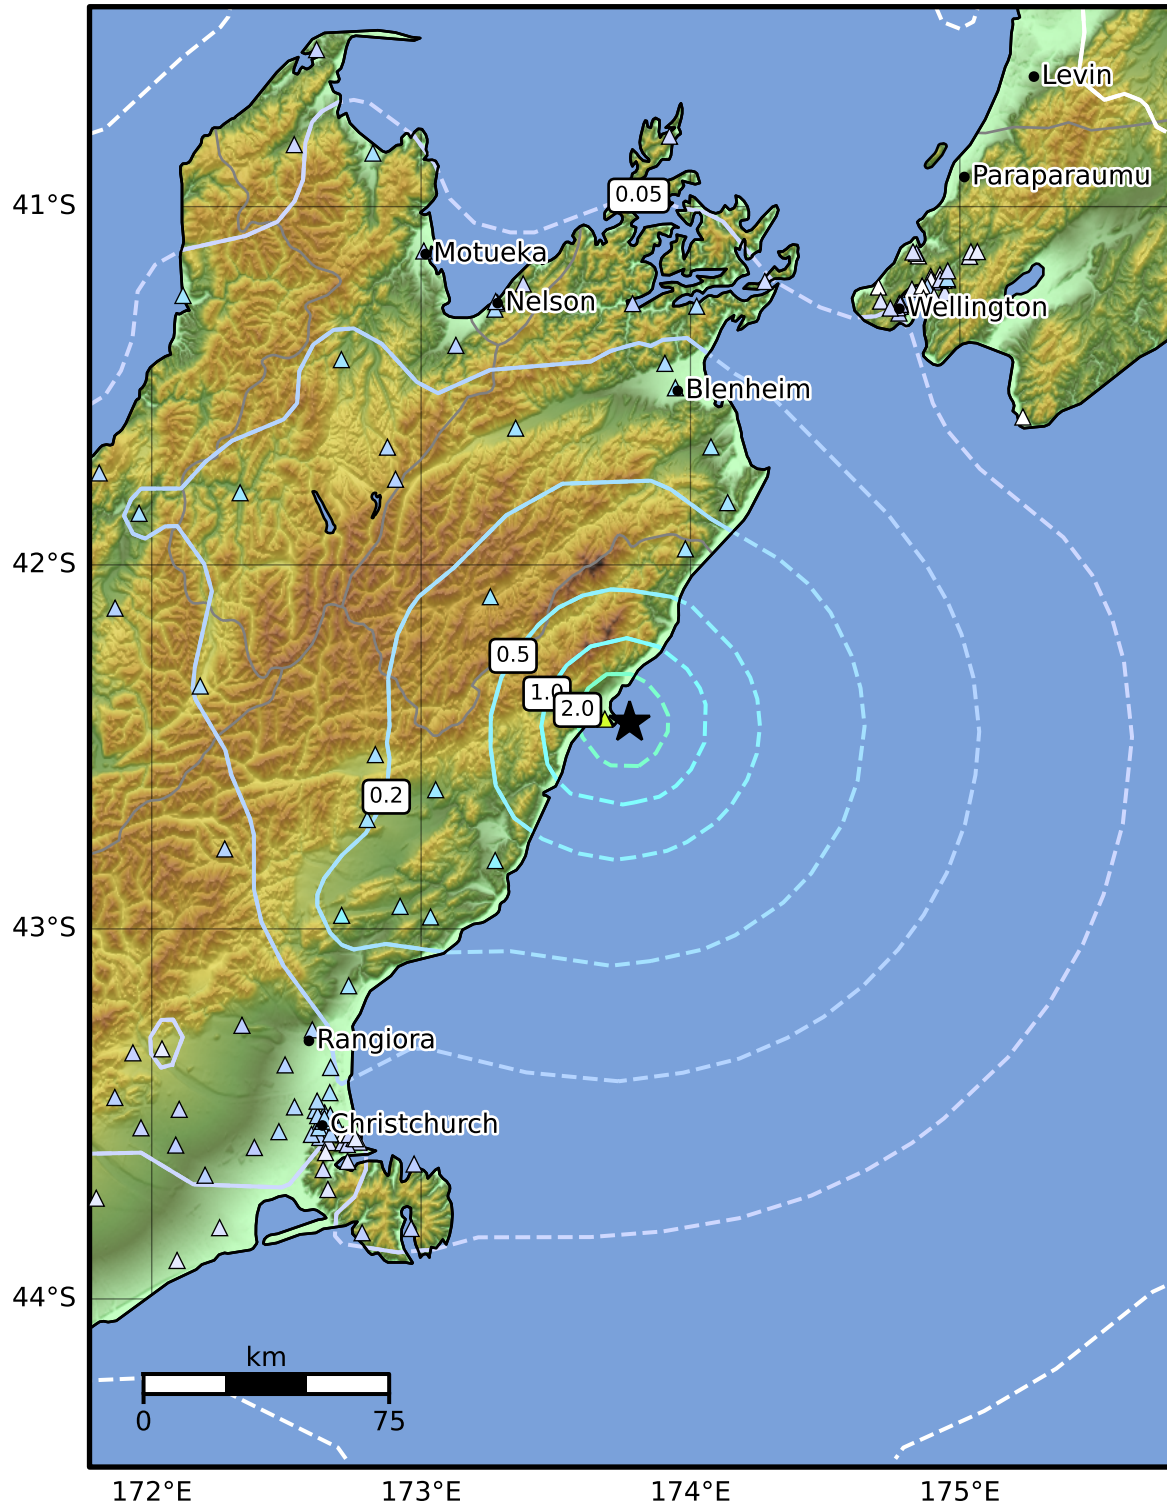 Levin
Paraparaumu
41°S
0.05
Motueka
Nelson
Wellington
Blenheim
42°S
0.5
1.0
2.0
0.2
43°S
Rangiora
Christchurch
44°S
km
0
75
172°E
173°E
174°E
175°E